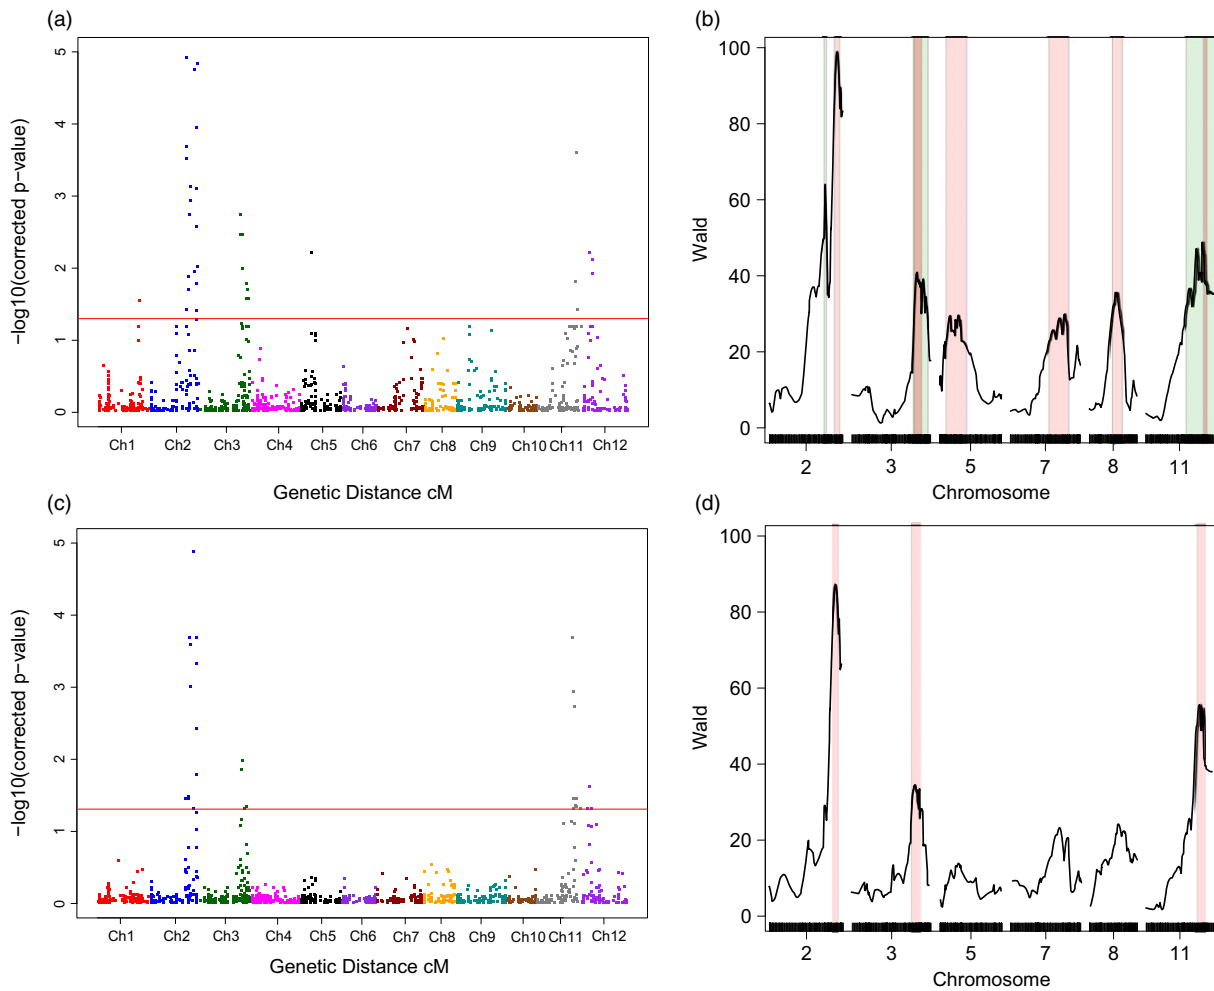 (a)
−log10(corrected p−value)
5
4
3
2
1
0
Ch1 Ch2 Ch3 Ch4 Ch5 Ch6 Ch7 Ch8 Ch9 Ch10 Ch11 Ch12
Genetic Distance cM
(b)
Wald
100
80
60
40
20
0
2 3 5 7 8 11
Chromosome
(c)
−log10(corrected p−value)
5
4
3
2
1
0
Ch1 Ch2 Ch3 Ch4 Ch5 Ch6 Ch7 Ch8 Ch9 Ch10 Ch11 Ch12
Genetic Distance cM
(d)
Wald
100
80
60
40
20
0
2 3 5 7 8 11
Chromosome